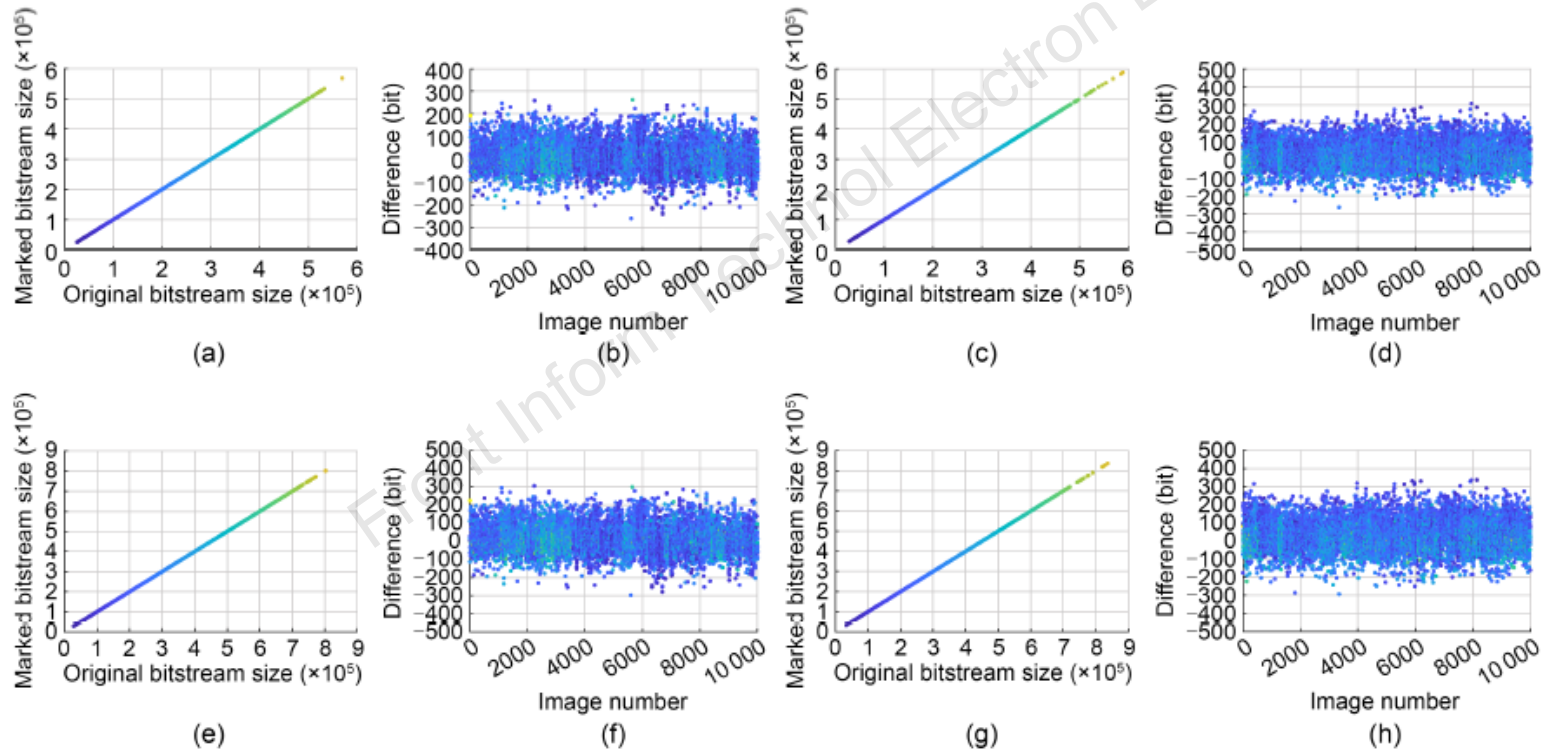 Marked bitstream size (×10⁵)
6
5
4
3
2
1
0
0 1 2 3 4 5 6
Original bitstream size (×10⁵)
(a)
Difference (bit)
400
300
200
100
0
−100
−200
−300
−400
0 2000 4000 6000 8000 10 000
Image number
(b)
Marked bitstream size (×10⁵)
6
5
4
3
2
1
0
0 1 2 3 4 5 6
Original bitstream size (×10⁵)
(c)
Difference (bit)
500
400
300
200
100
0
−100
−200
−300
−400
−500
0 2000 4000 6000 8000 10 000
Image number
(d)
Marked bitstream size (×10⁵)
9
8
7
6
5
4
3
2
1
0
0 1 2 3 4 5 6 7 8 9
Original bitstream size (×10⁵)
(e)
Difference (bit)
500
400
300
200
100
0
−100
−200
−300
−400
−500
0 2000 4000 6000 8000 10 000
Image number
(f)
Marked bitstream size (×10⁵)
9
8
7
6
5
4
3
2
1
0
0 1 2 3 4 5 6 7 8 9
Original bitstream size (×10⁵)
(g)
Difference (bit)
500
400
300
200
100
0
−100
−200
−300
−400
−500
0 2000 4000 6000 8000 10 000
Image number
(h)
Front Inform Technol Electron